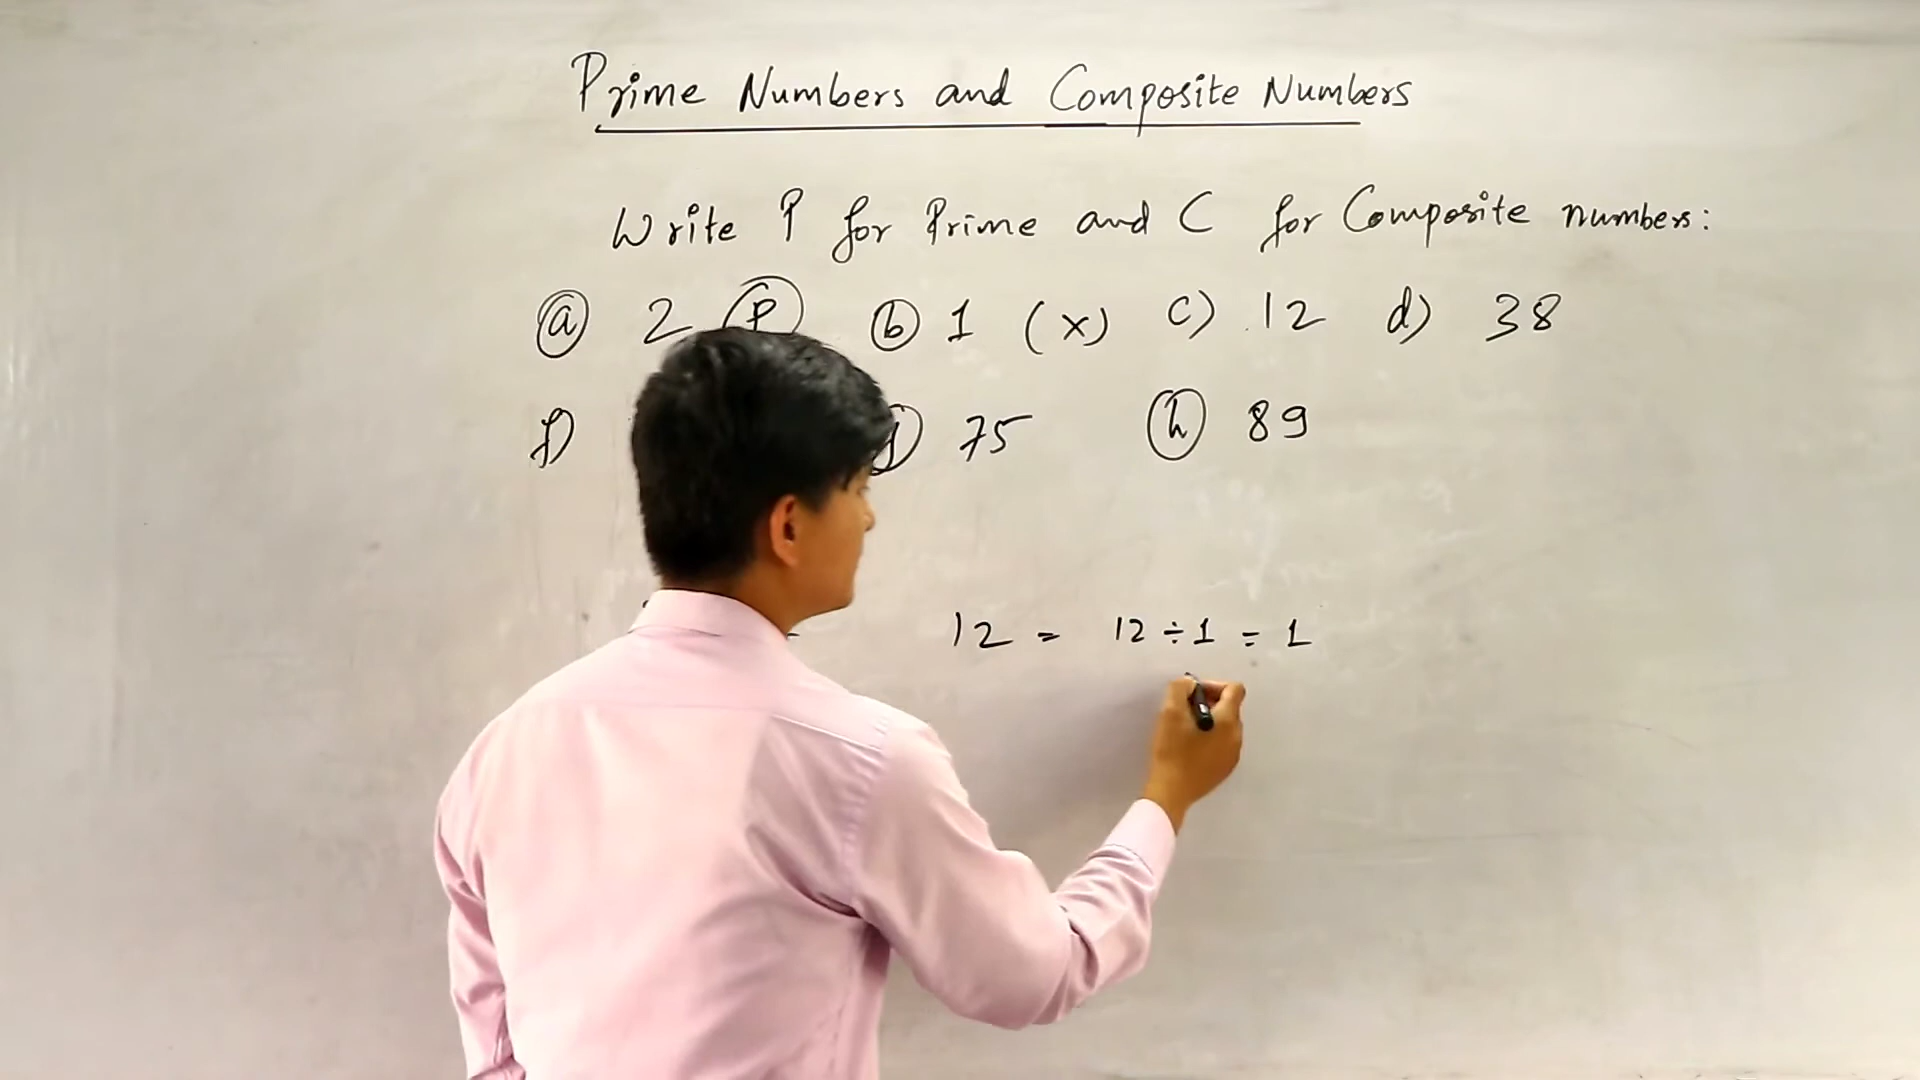 Prime Numbers and Composite Numbers
Write P for Prime and C for Composite numbers:
(a) 2 (P) (b) 1 (x) c) 12 d) 38
f) g) 75 (h) 89
12 = 12 ÷ 1 = 1